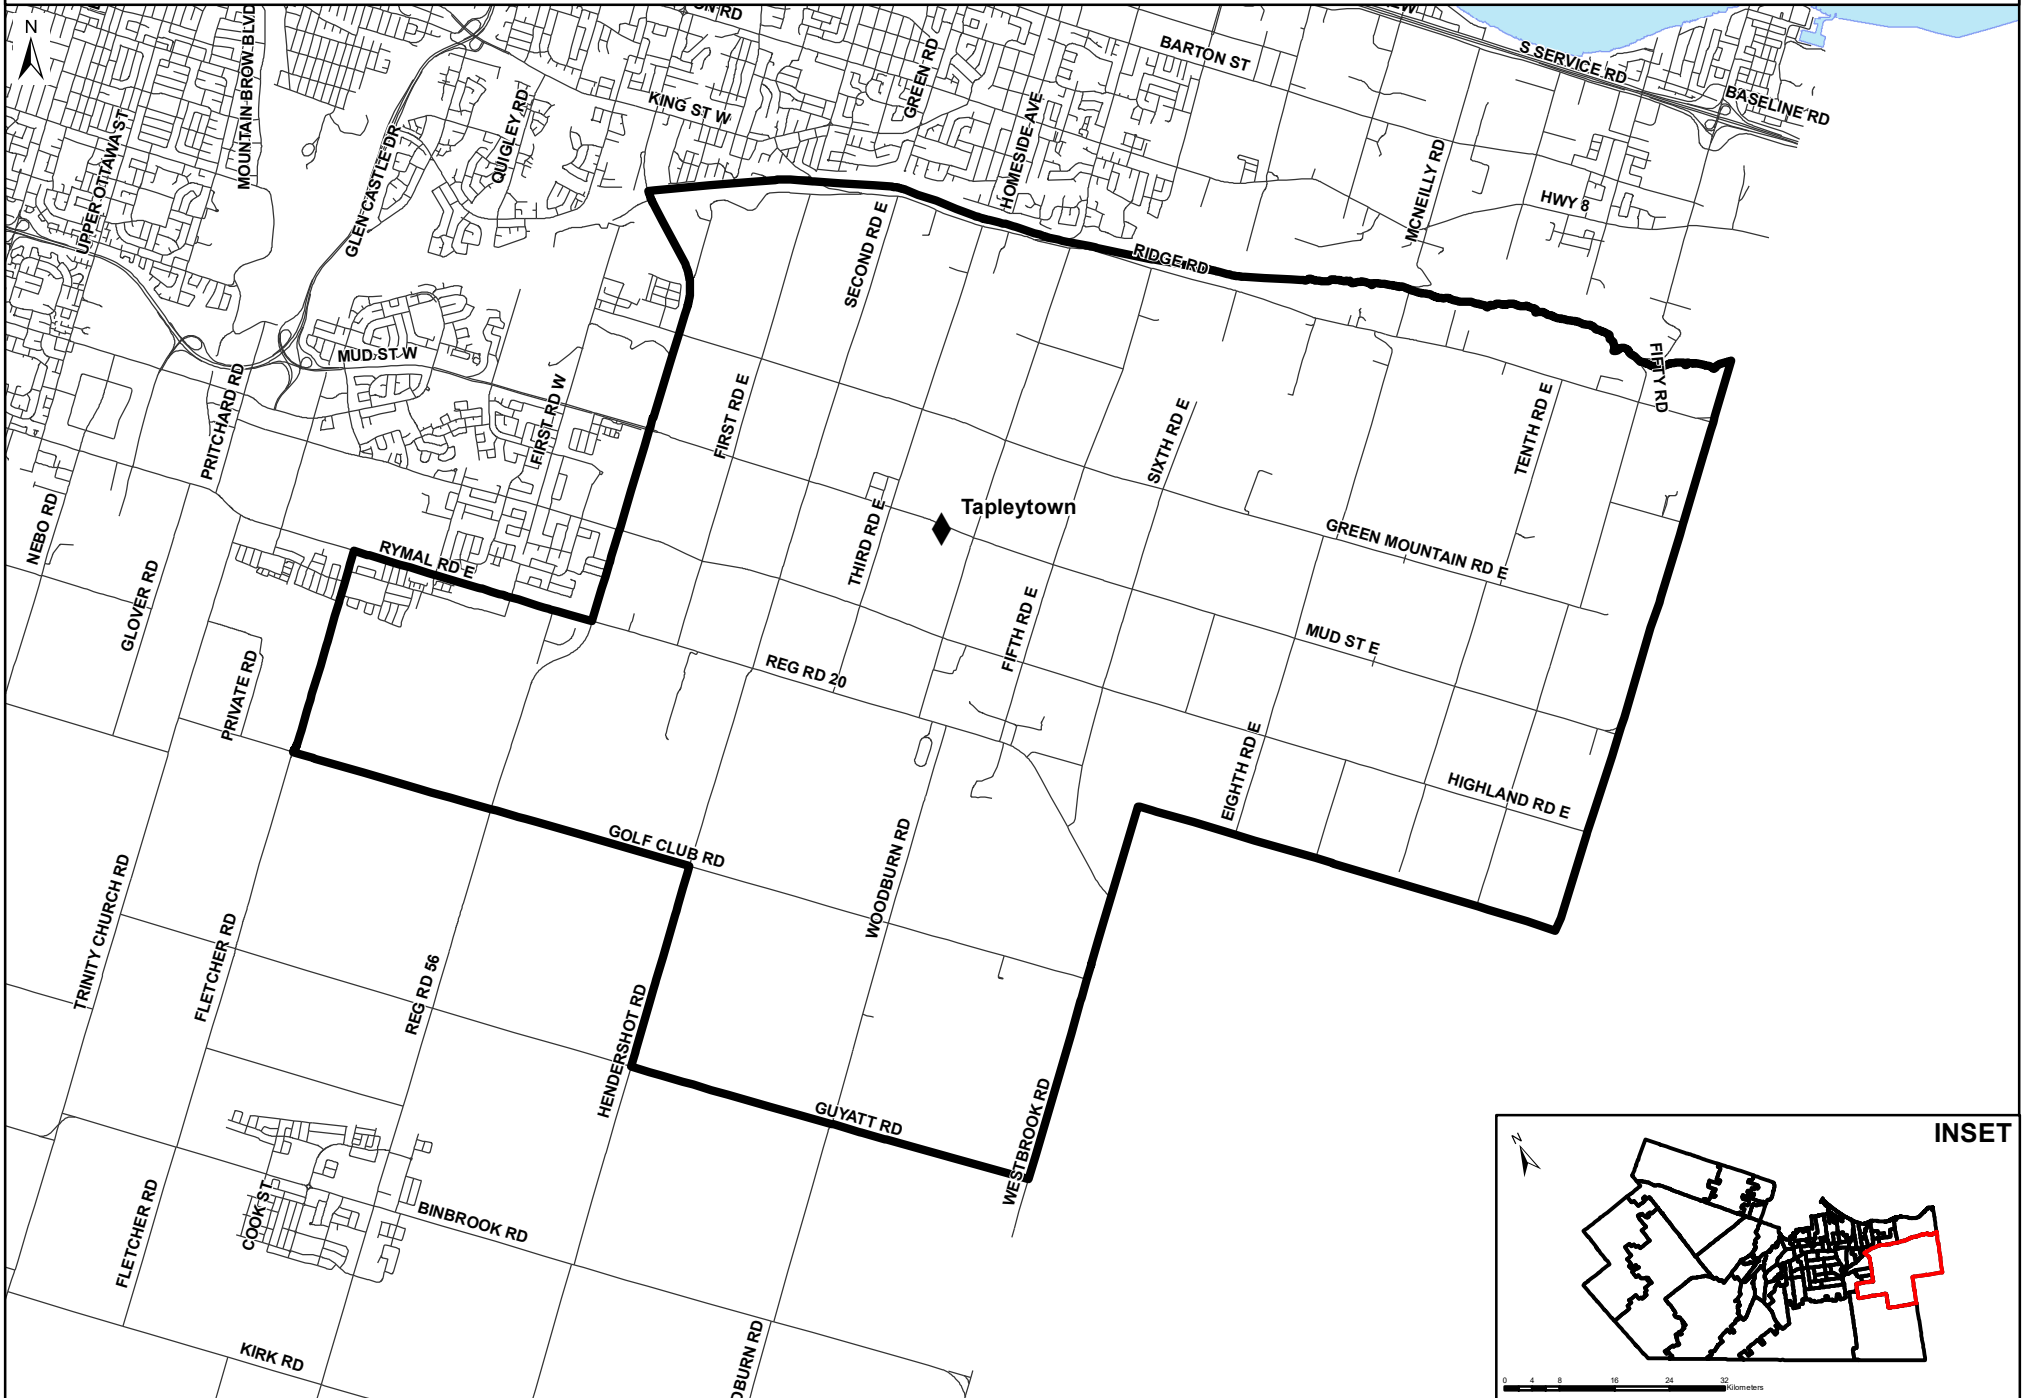 N
ON RD
EW
BARTON ST
S SERVICE RD
BASELINE RD
MOUNTAIN BROW BLVD
GREEN RD
KING ST W
QUIGLEY RD
HOMESIDE AVE
UPPER OTTAWA ST
GLEN CASTLE DR
MCNEILLY RD
HWY 8
SECOND RD E
RIDGE RD
MUD ST W
FIFTY RD
PRITCHARD RD
FIRST RD W
FIRST RD E
SIXTH RD E
TENTH RD E
Tapleytown
NEBO RD
THIRD RD E
GREEN MOUNTAIN RD E
RYMAL RD E
GLOVER RD
FIFTH RD E
MUD ST E
PRIVATE RD
REG RD 20
EIGHTH RD E
HIGHLAND RD E
GOLF CLUB RD
WOODBURN RD
TRINITY CHURCH RD
FLETCHER RD
REG RD 56
HENDERSHOT RD
GUYATT RD
WESTBROOK RD
FLETCHER RD
COOK ST
BINBROOK RD
KIRK RD
DBURN RD
INSET
N
0 4 8 16 24 32
Kilometers